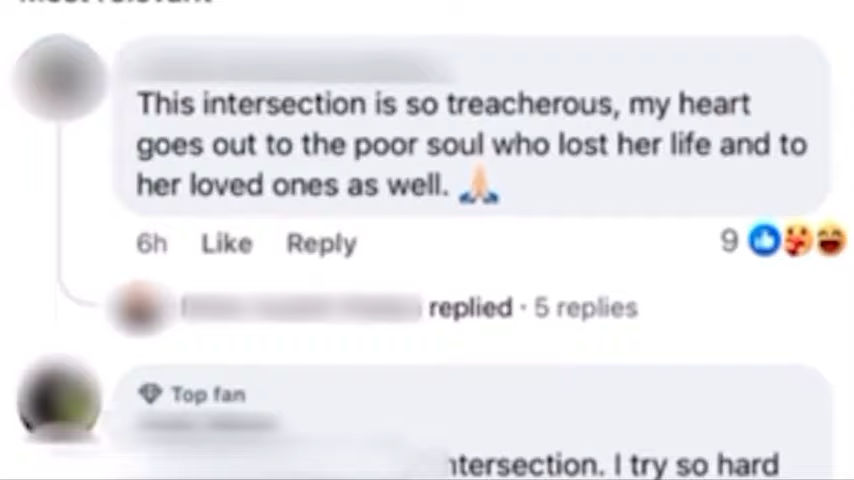 This intersection is so treacherous, my heart
goes out to the poor soul who lost her life and to
her loved ones as well. 🙏
6h Like Reply 9
replied · 5 replies
Top fan
I try so hard